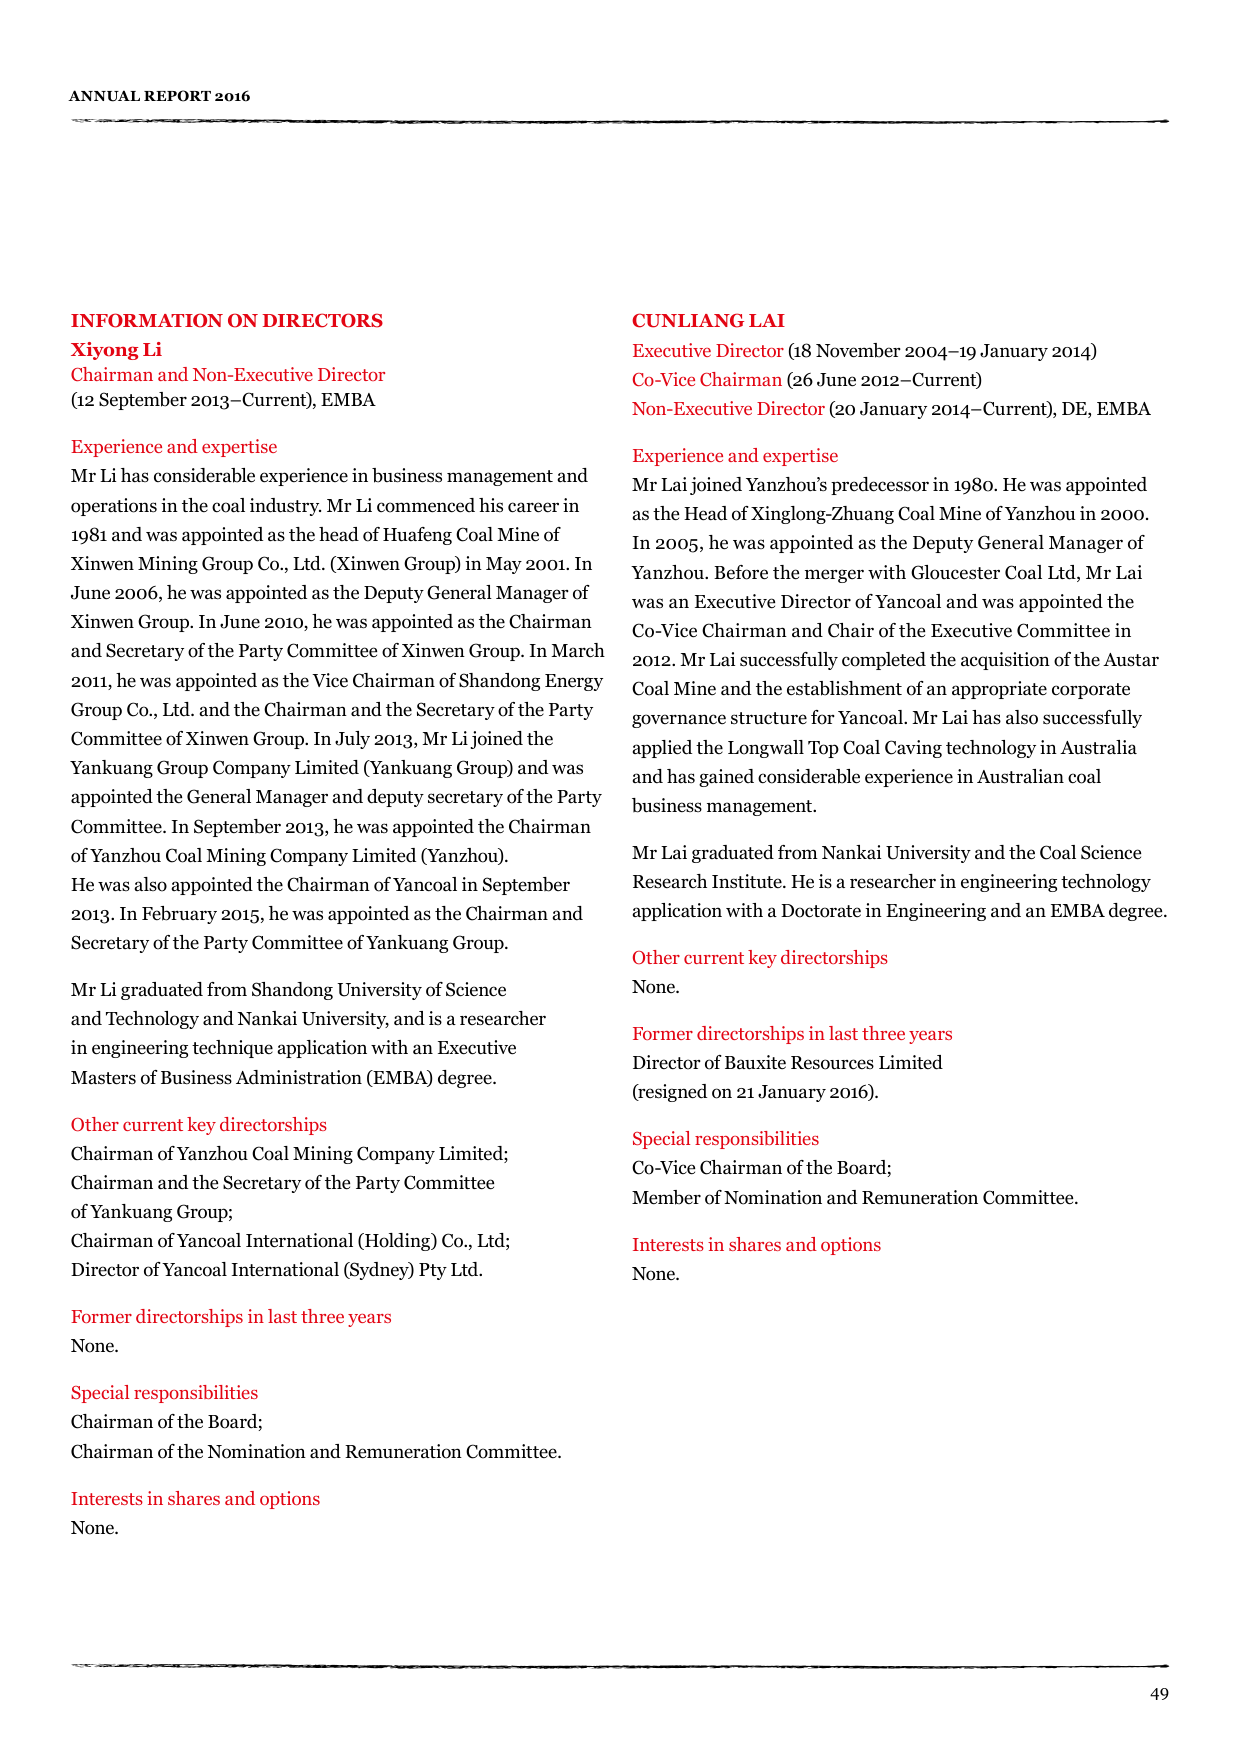 ANNUAL REPORT 2016
INFORMATION ON DIRECTORS
Xiyong Li
Chairman and Non-Executive Director
(12 September 2013–Current), EMBA
Experience and expertise
Mr Li has considerable experience in business management and
operations in the coal industry. Mr Li commenced his career in
1981 and was appointed as the head of Huafeng Coal Mine of
Xinwen Mining Group Co., Ltd. (Xinwen Group) in May 2001. In
June 2006, he was appointed as the Deputy General Manager of
Xinwen Group. In June 2010, he was appointed as the Chairman
and Secretary of the Party Committee of Xinwen Group. In March
2011, he was appointed as the Vice Chairman of Shandong Energy
Group Co., Ltd. and the Chairman and the Secretary of the Party
Committee of Xinwen Group. In July 2013, Mr Li joined the
Yankuang Group Company Limited (Yankuang Group) and was
appointed the General Manager and deputy secretary of the Party
Committee. In September 2013, he was appointed the Chairman
of Yanzhou Coal Mining Company Limited (Yanzhou).
He was also appointed the Chairman of Yancoal in September
2013. In February 2015, he was appointed as the Chairman and
Secretary of the Party Committee of Yankuang Group.
Mr Li graduated from Shandong University of Science
and Technology and Nankai University, and is a researcher
in engineering technique application with an Executive
Masters of Business Administration (EMBA) degree.
Other current key directorships
Chairman of Yanzhou Coal Mining Company Limited;
Chairman and the Secretary of the Party Committee
of Yankuang Group;
Chairman of Yancoal International (Holding) Co., Ltd;
Director of Yancoal International (Sydney) Pty Ltd.
Former directorships in last three years
None.
Special responsibilities
Chairman of the Board;
Chairman of the Nomination and Remuneration Committee.
Interests in shares and options
None.
CUNLIANG LAI
Executive Director (18 November 2004–19 January 2014)
Co-Vice Chairman (26 June 2012–Current)
Non-Executive Director (20 January 2014–Current), DE, EMBA
Experience and expertise
Mr Lai joined Yanzhou’s predecessor in 1980. He was appointed
as the Head of Xinglong-Zhuang Coal Mine of Yanzhou in 2000.
In 2005, he was appointed as the Deputy General Manager of
Yanzhou. Before the merger with Gloucester Coal Ltd, Mr Lai
was an Executive Director of Yancoal and was appointed the
Co-Vice Chairman and Chair of the Executive Committee in
2012. Mr Lai successfully completed the acquisition of the Austar
Coal Mine and the establishment of an appropriate corporate
governance structure for Yancoal. Mr Lai has also successfully
applied the Longwall Top Coal Caving technology in Australia
and has gained considerable experience in Australian coal
business management.
Mr Lai graduated from Nankai University and the Coal Science
Research Institute. He is a researcher in engineering technology
application with a Doctorate in Engineering and an EMBA degree.
Other current key directorships
None.
Former directorships in last three years
Director of Bauxite Resources Limited
(resigned on 21 January 2016).
Special responsibilities
Co-Vice Chairman of the Board;
Member of Nomination and Remuneration Committee.
Interests in shares and options
None.
49